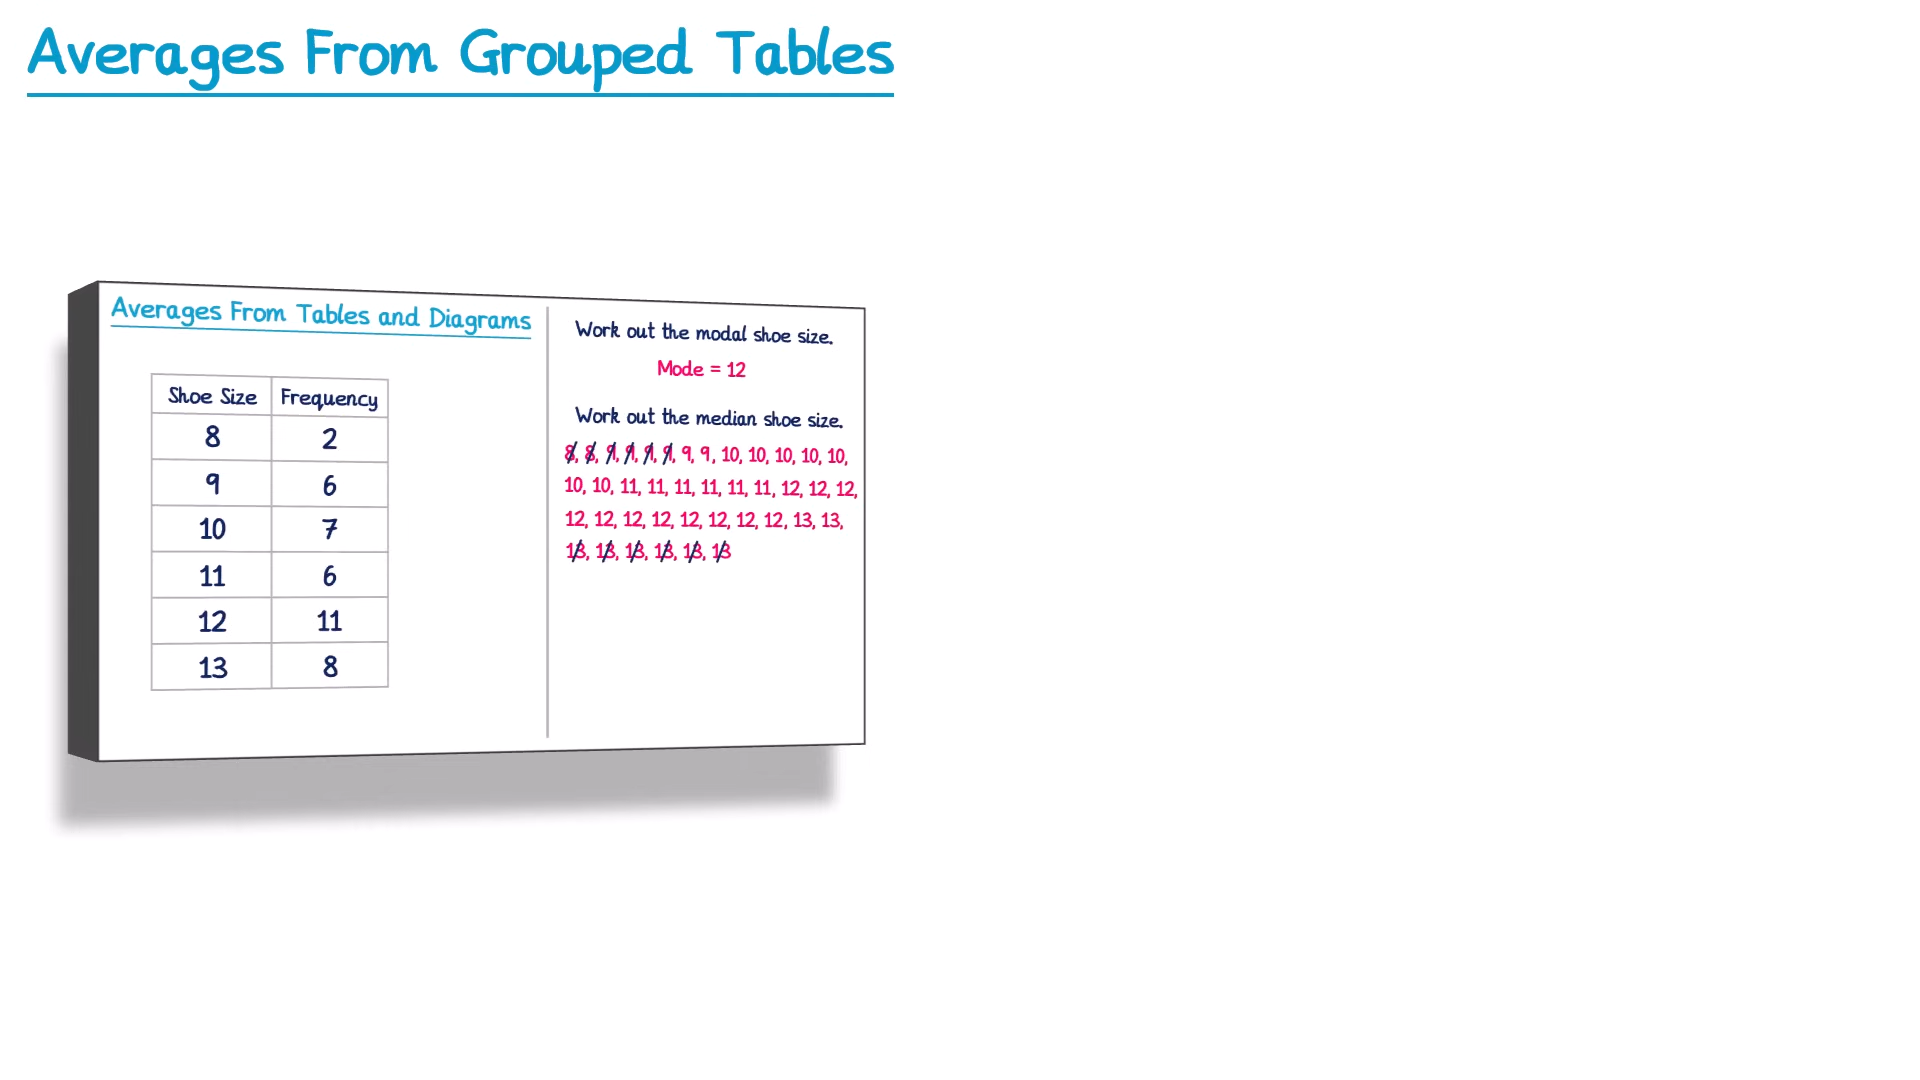 Averages From Grouped Tables
Averages From Tables and Diagrams
Shoe Size Frequency
8 2
9 6
10 7
11 6
12 11
13 8
Work out the modal shoe size.
Mode = 12
Work out the median shoe size.
8, 8, 9, 9, 9, 9, 9, 9, 10, 10, 10, 10, 10,
10, 10, 11, 11, 11, 11, 11, 11, 12, 12, 12,
12, 12, 12, 12, 12, 12, 12, 12, 13, 13,
13, 13, 13, 13, 13, 13